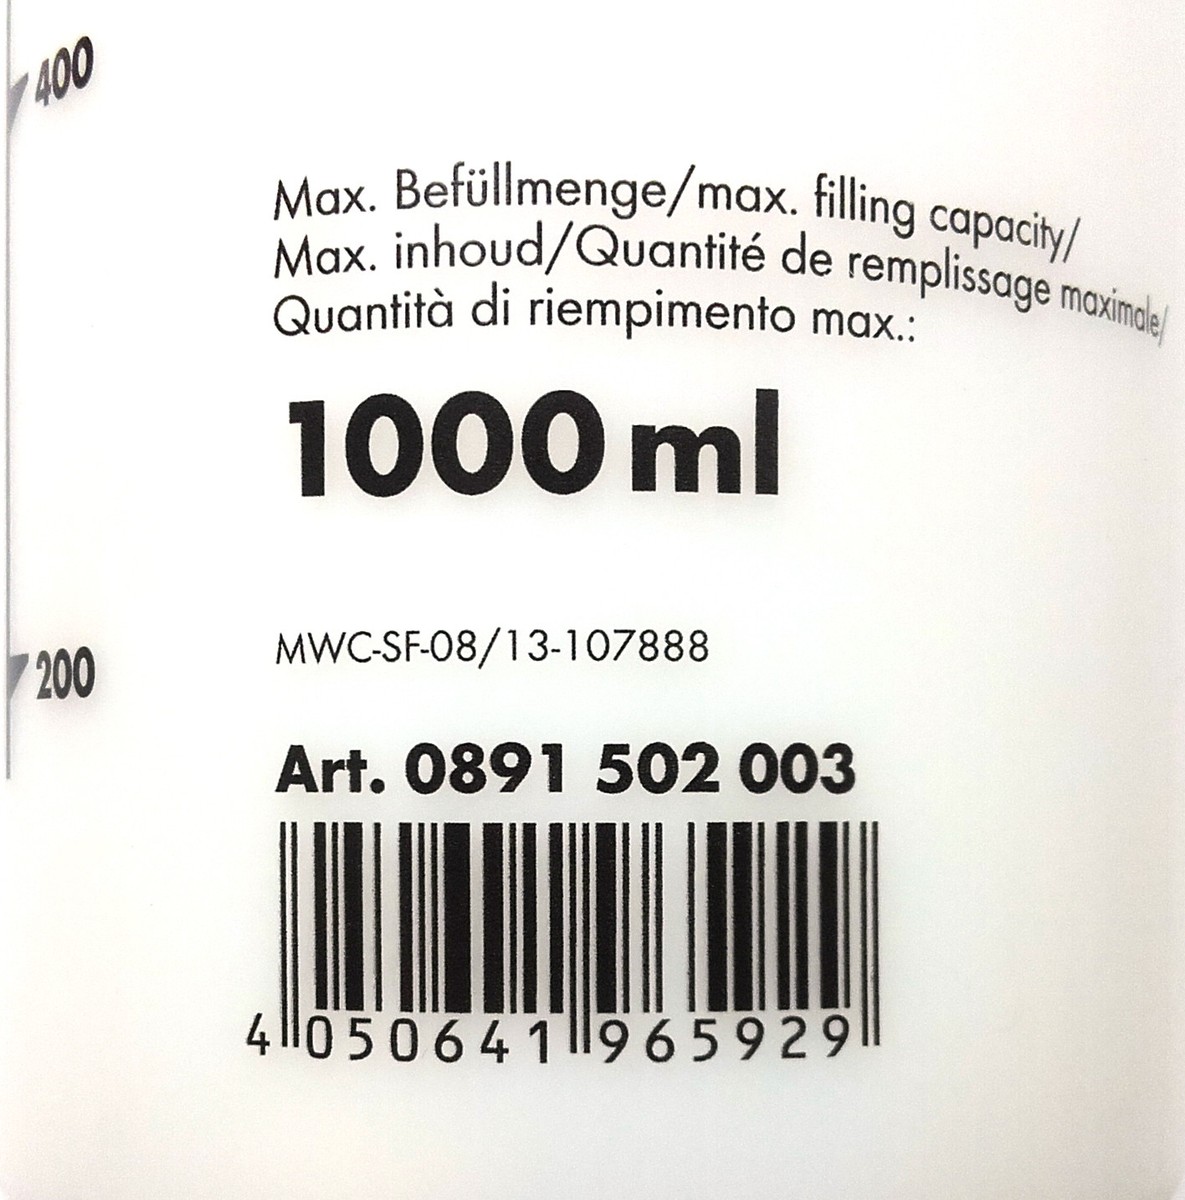 400
Max. Befüllmenge/max. filling capacity/
Max. inhoud/Quantité de remplissage maximale/
Quantità di riempimento max.:
1000 ml
MWC-SF-08/13-107888
200
Art. 0891 502 003
4 050641 965929